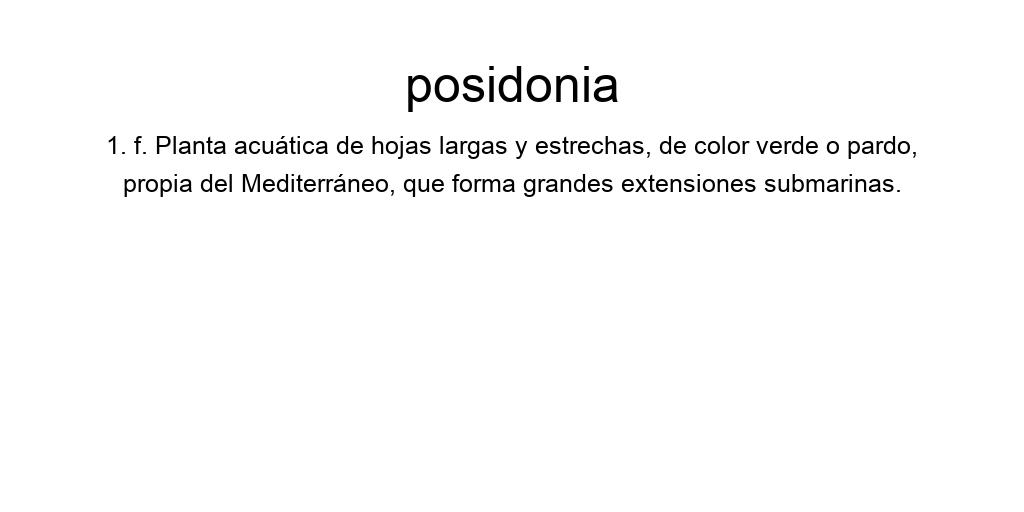 posidonia
1. f. Planta acuática de hojas largas y estrechas, de color verde o pardo,
propia del Mediterráneo, que forma grandes extensiones submarinas.